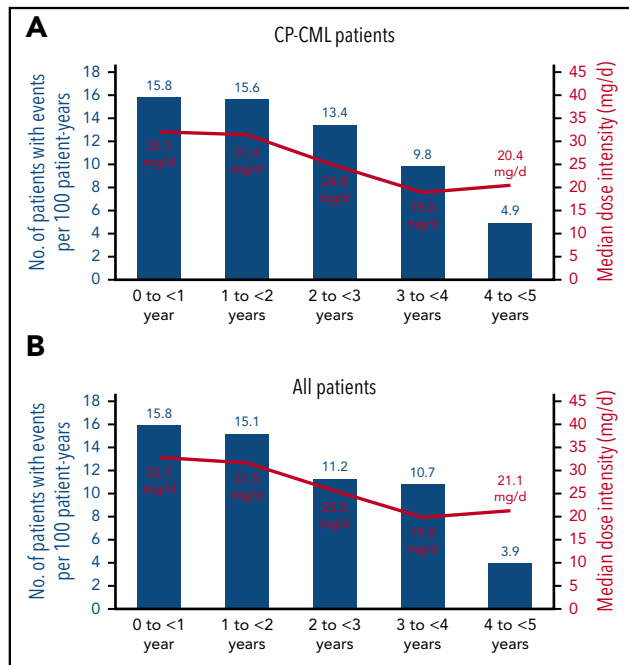 A
CP-CML patients
No. of patients with events
per 100 patient-years
Median dose intensity (mg/d)
18
16
14
12
10
8
6
4
2
0
45
40
35
30
25
20
15
10
5
0
15.8
15.6
13.4
9.8
4.9
32.1
mg/d
31.4
mg/d
24.8
mg/d
19.0
mg/d
20.4
mg/d
0 to <1
year
1 to <2
years
2 to <3
years
3 to <4
years
4 to <5
years
B
All patients
No. of patients with events
per 100 patient-years
Median dose intensity (mg/d)
18
16
14
12
10
8
6
4
2
0
45
40
35
30
25
20
15
10
5
0
15.8
15.1
11.2
10.7
3.9
32.7
mg/d
31.5
mg/d
25.5
mg/d
19.8
mg/d
21.1
mg/d
0 to <1
year
1 to <2
years
2 to <3
years
3 to <4
years
4 to <5
years